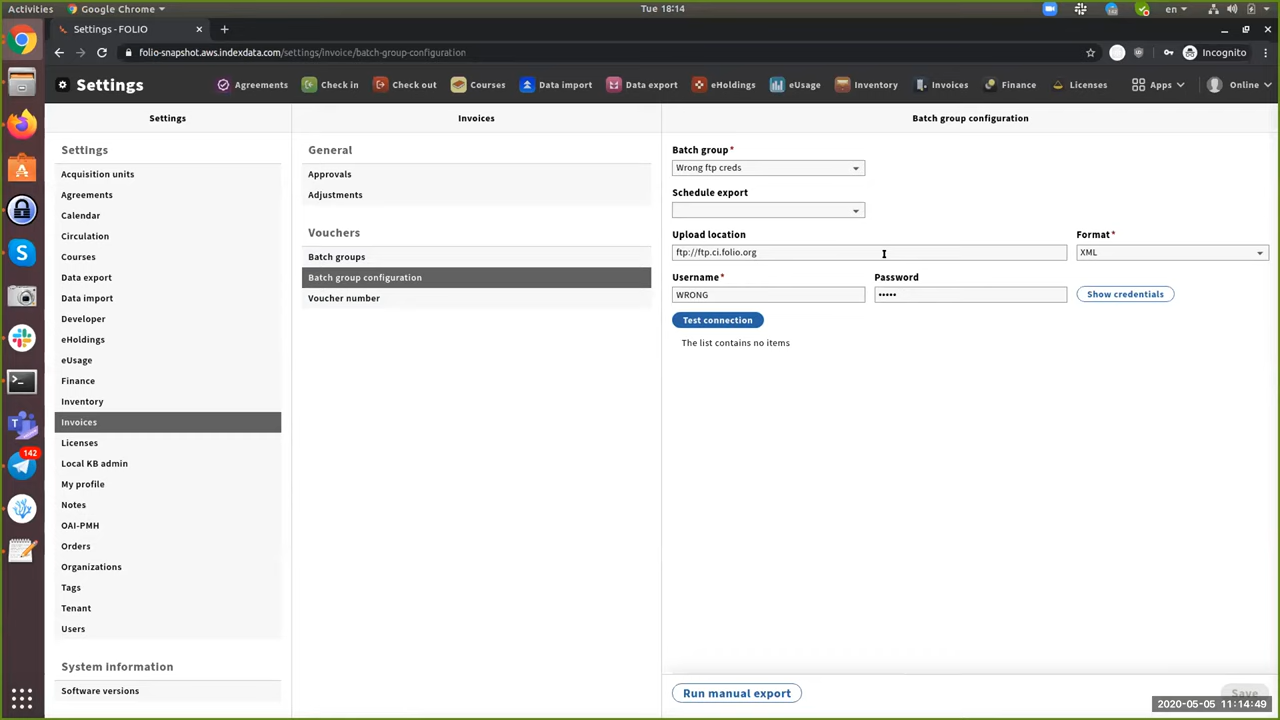 Activities
Google Chrome
Tue 18:14
en
Settings - FOLIO
folio-snapshot.aws.indexdata.com/settings/invoice/batch-group-configuration
Incognito
Settings
Agreements
Check in
Check out
Courses
Data import
Data export
eHoldings
eUsage
Inventory
Invoices
Finance
Licenses
Apps
Online
Settings
Invoices
Batch group configuration
Settings
Acquisition units
Agreements
Calendar
Circulation
Courses
Data export
Data import
Developer
eHoldings
eUsage
Finance
Inventory
Invoices
Licenses
Local KB admin
My profile
Notes
OAI-PMH
Orders
Organizations
Tags
Tenant
Users
System information
Software versions
General
Approvals
Adjustments
Vouchers
Batch groups
Batch group configuration
Voucher number
Batch group*
Wrong ftp creds
Schedule export
Upload location
Format*
ftp://ftp.ci.folio.org
XML
Username*
Password
WRONG
•••••
Show credentials
Test connection
The list contains no items
Run manual export
Save
2020-05-05 11:14:49
142